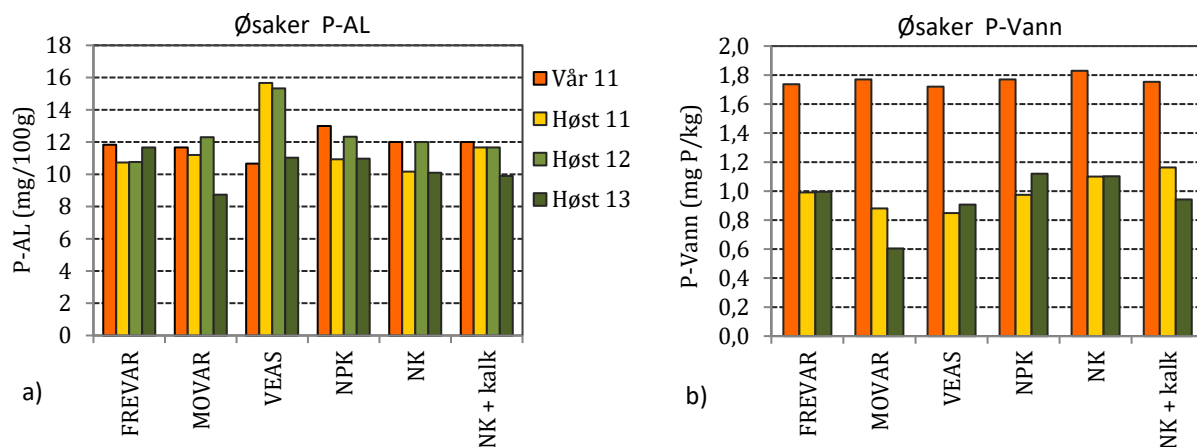 Øsaker P-AL
P-AL (mg/100g)
18
16
14
12
10
8
6
4
2
0
FREVAR
MOVAR
VEAS
NPK
NK
NK + kalk
Vår 11
Høst 11
Høst 12
Høst 13
a)
Øsaker P-Vann
P-Vann (mg P/kg)
2,0
1,8
1,6
1,4
1,2
1,0
0,8
0,6
0,4
0,2
0,0
FREVAR
MOVAR
VEAS
NPK
NK
NK + kalk
b)